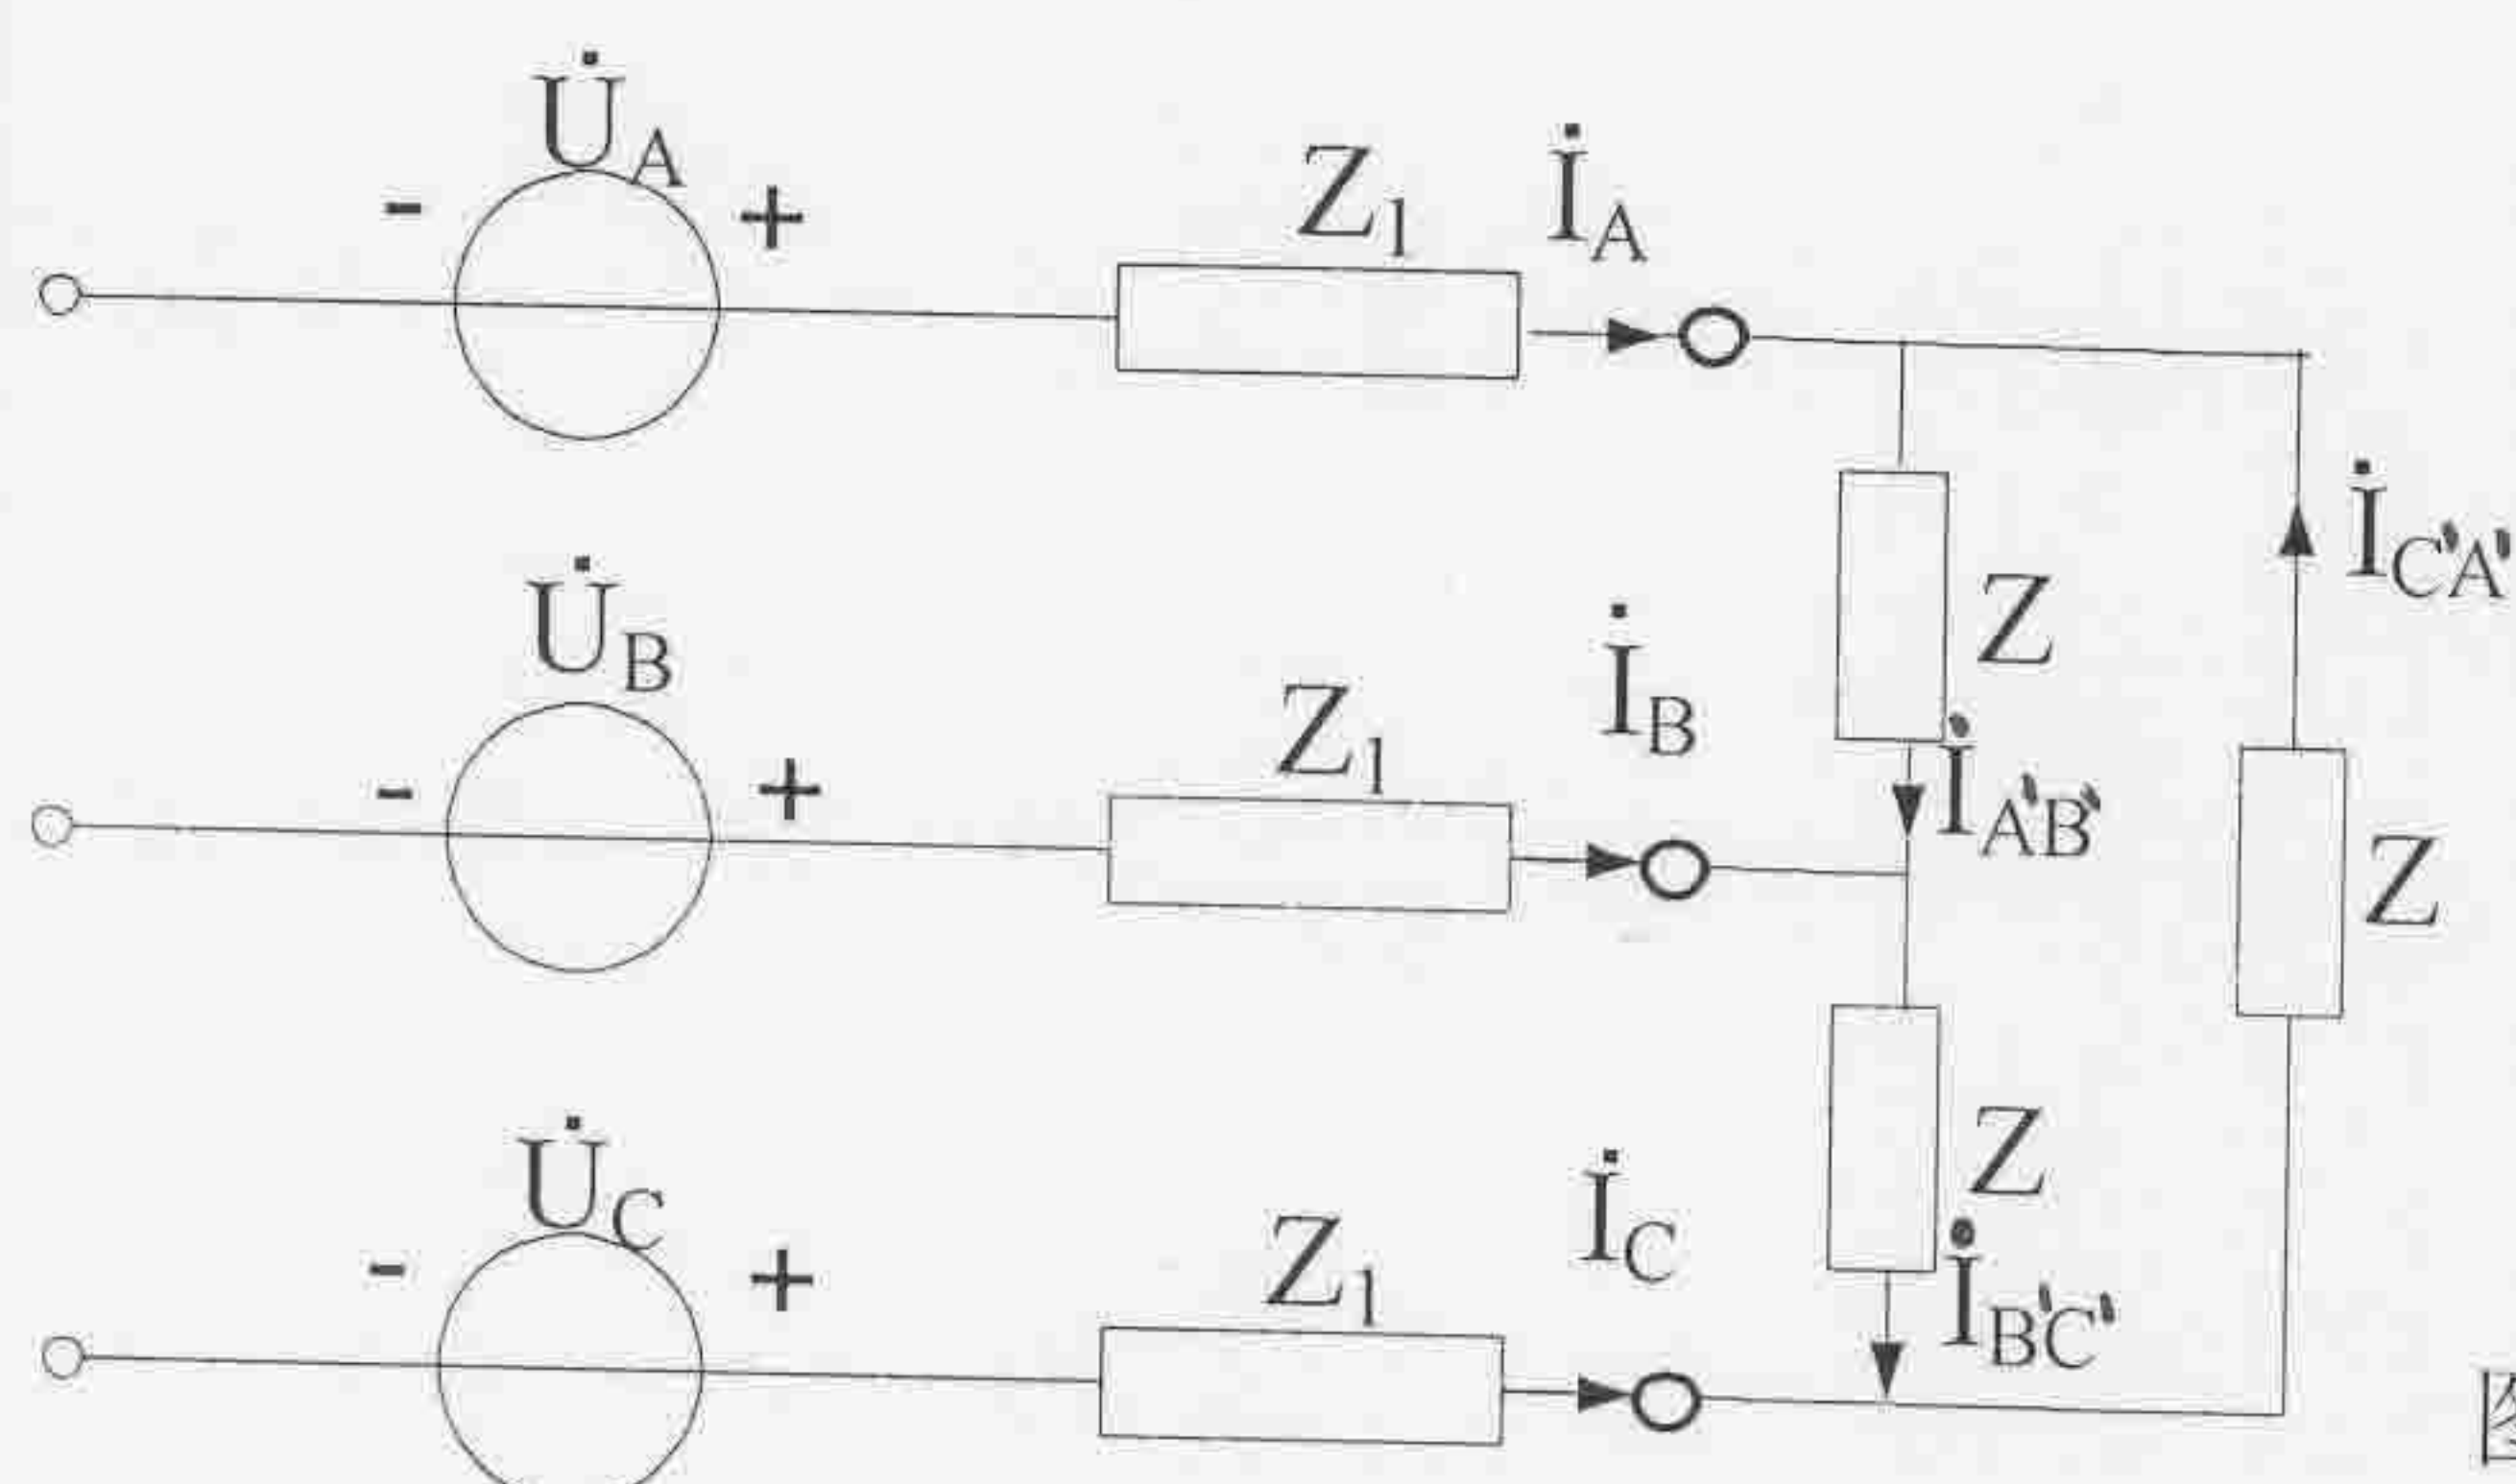 U̇A
- +
Z1 İA
Z
İC'A'
U̇B
- +
Z1 İB
İA'B'
Z
U̇C
- +
Z1 İC
Z
İB'C'